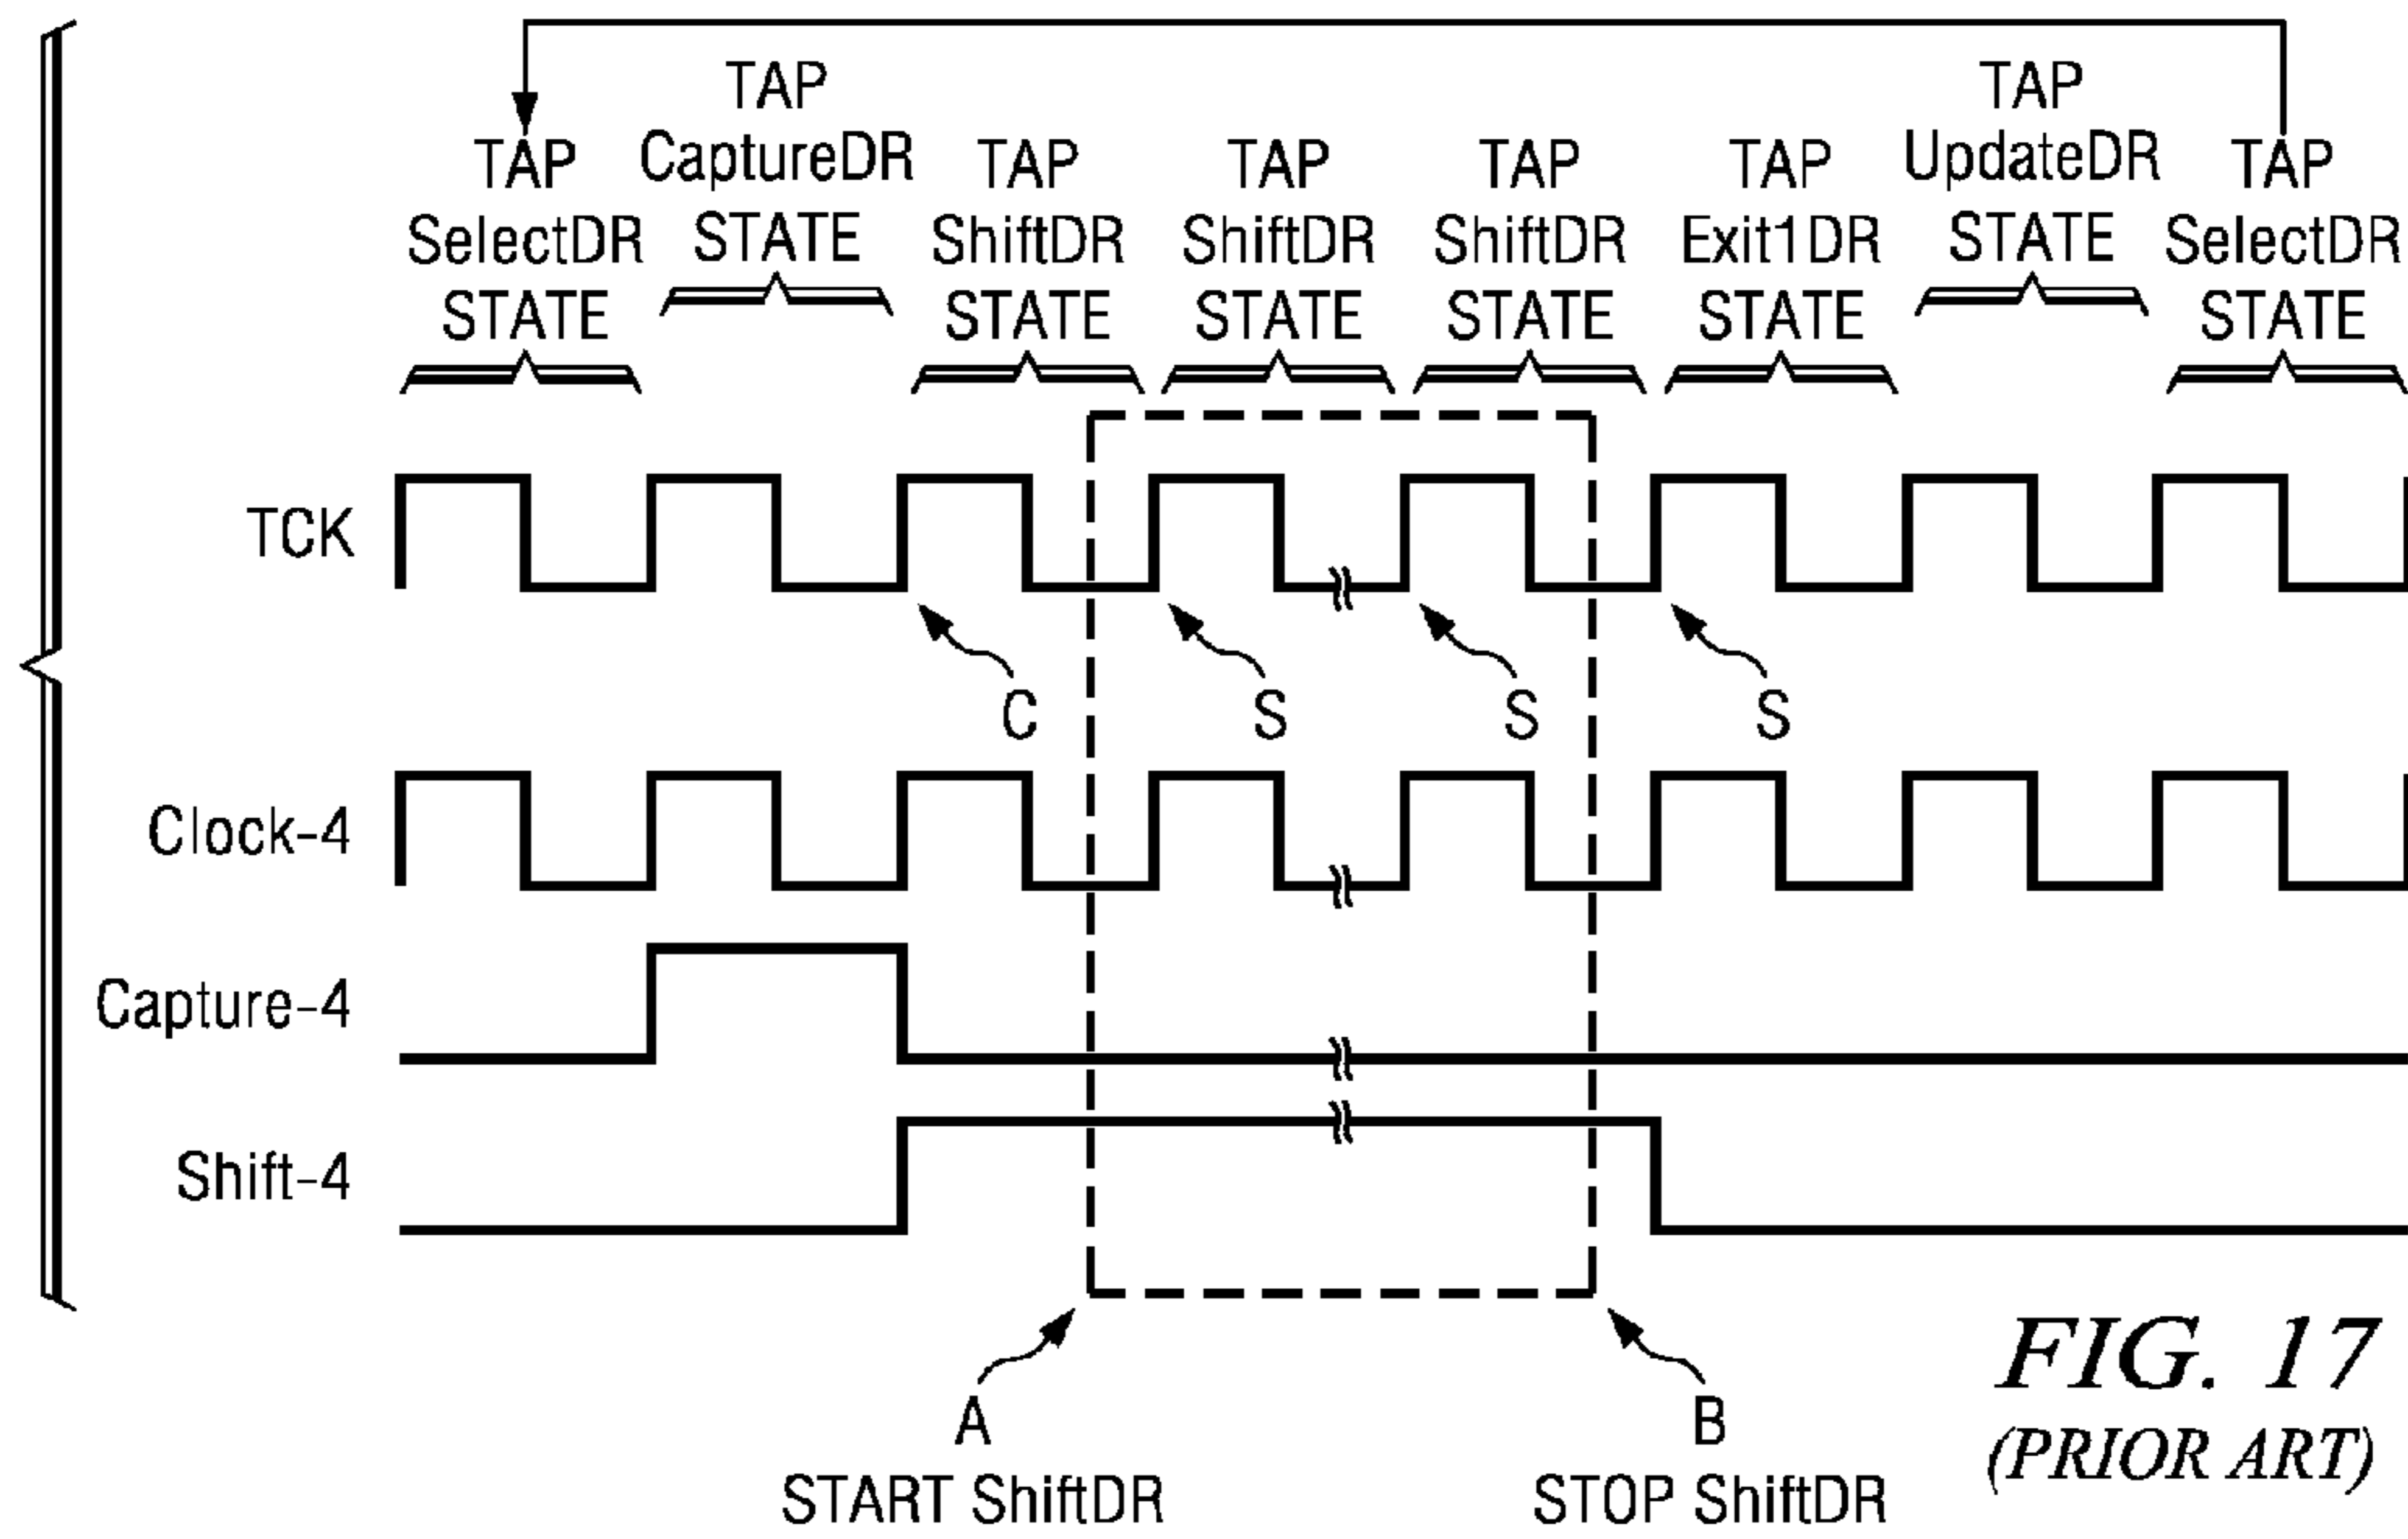 TAP
SelectDR
STATE
TAP
CaptureDR
STATE
TAP
ShiftDR
STATE
TAP
ShiftDR
STATE
TAP
ShiftDR
STATE
TAP
Exit1DR
STATE
TAP
UpdateDR
STATE
TAP
SelectDR
STATE
TCK
C
S
S
S
Clock-4
Capture-4
Shift-4
A
START ShiftDR
B
STOP ShiftDR
FIG. 17
(PRIOR ART)